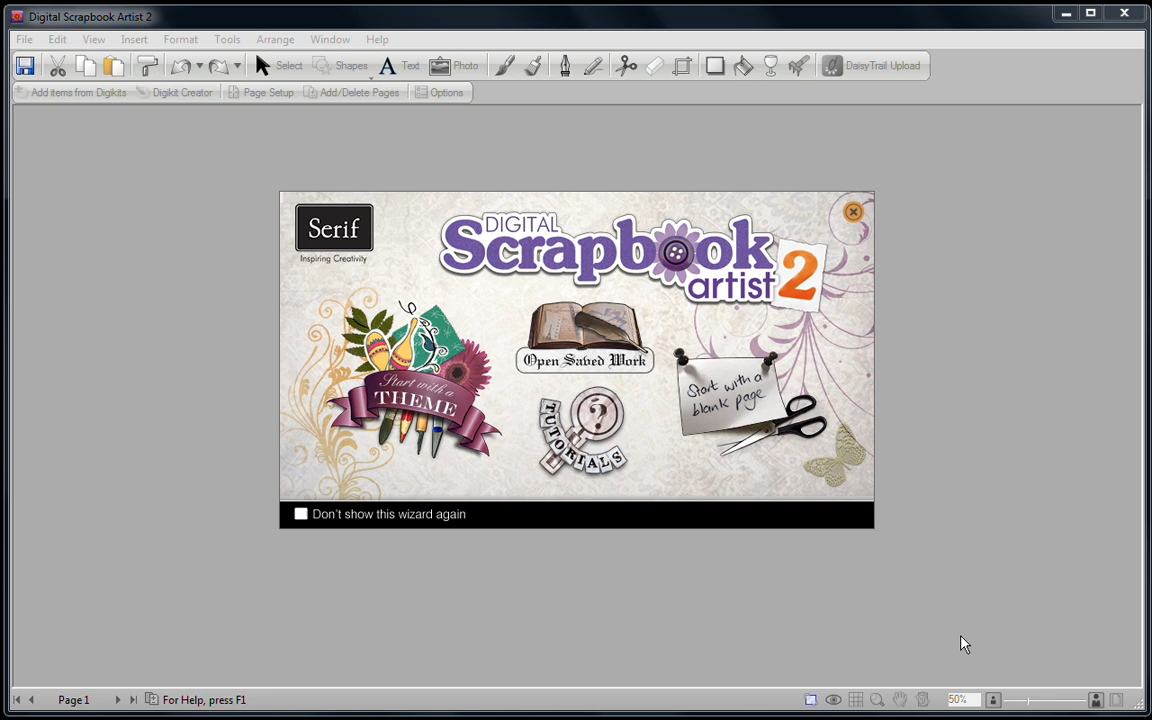 Digital Scrapbook Artist 2
File Edit View Insert Format Tools Arrange Window Help
Select Shapes A Text Photo DaisyTrail Upload
Add items from Digikits Digikit Creator Page Setup Add/Delete Pages Options
Serif
Inspiring Creativity
DIGITAL
Scrapbook
artist 2
Start with a
THEME
Open Saved Work
Start with a
blank page
?
TUTORIALS
Don't show this wizard again
Page 1 For Help, press F1 50%